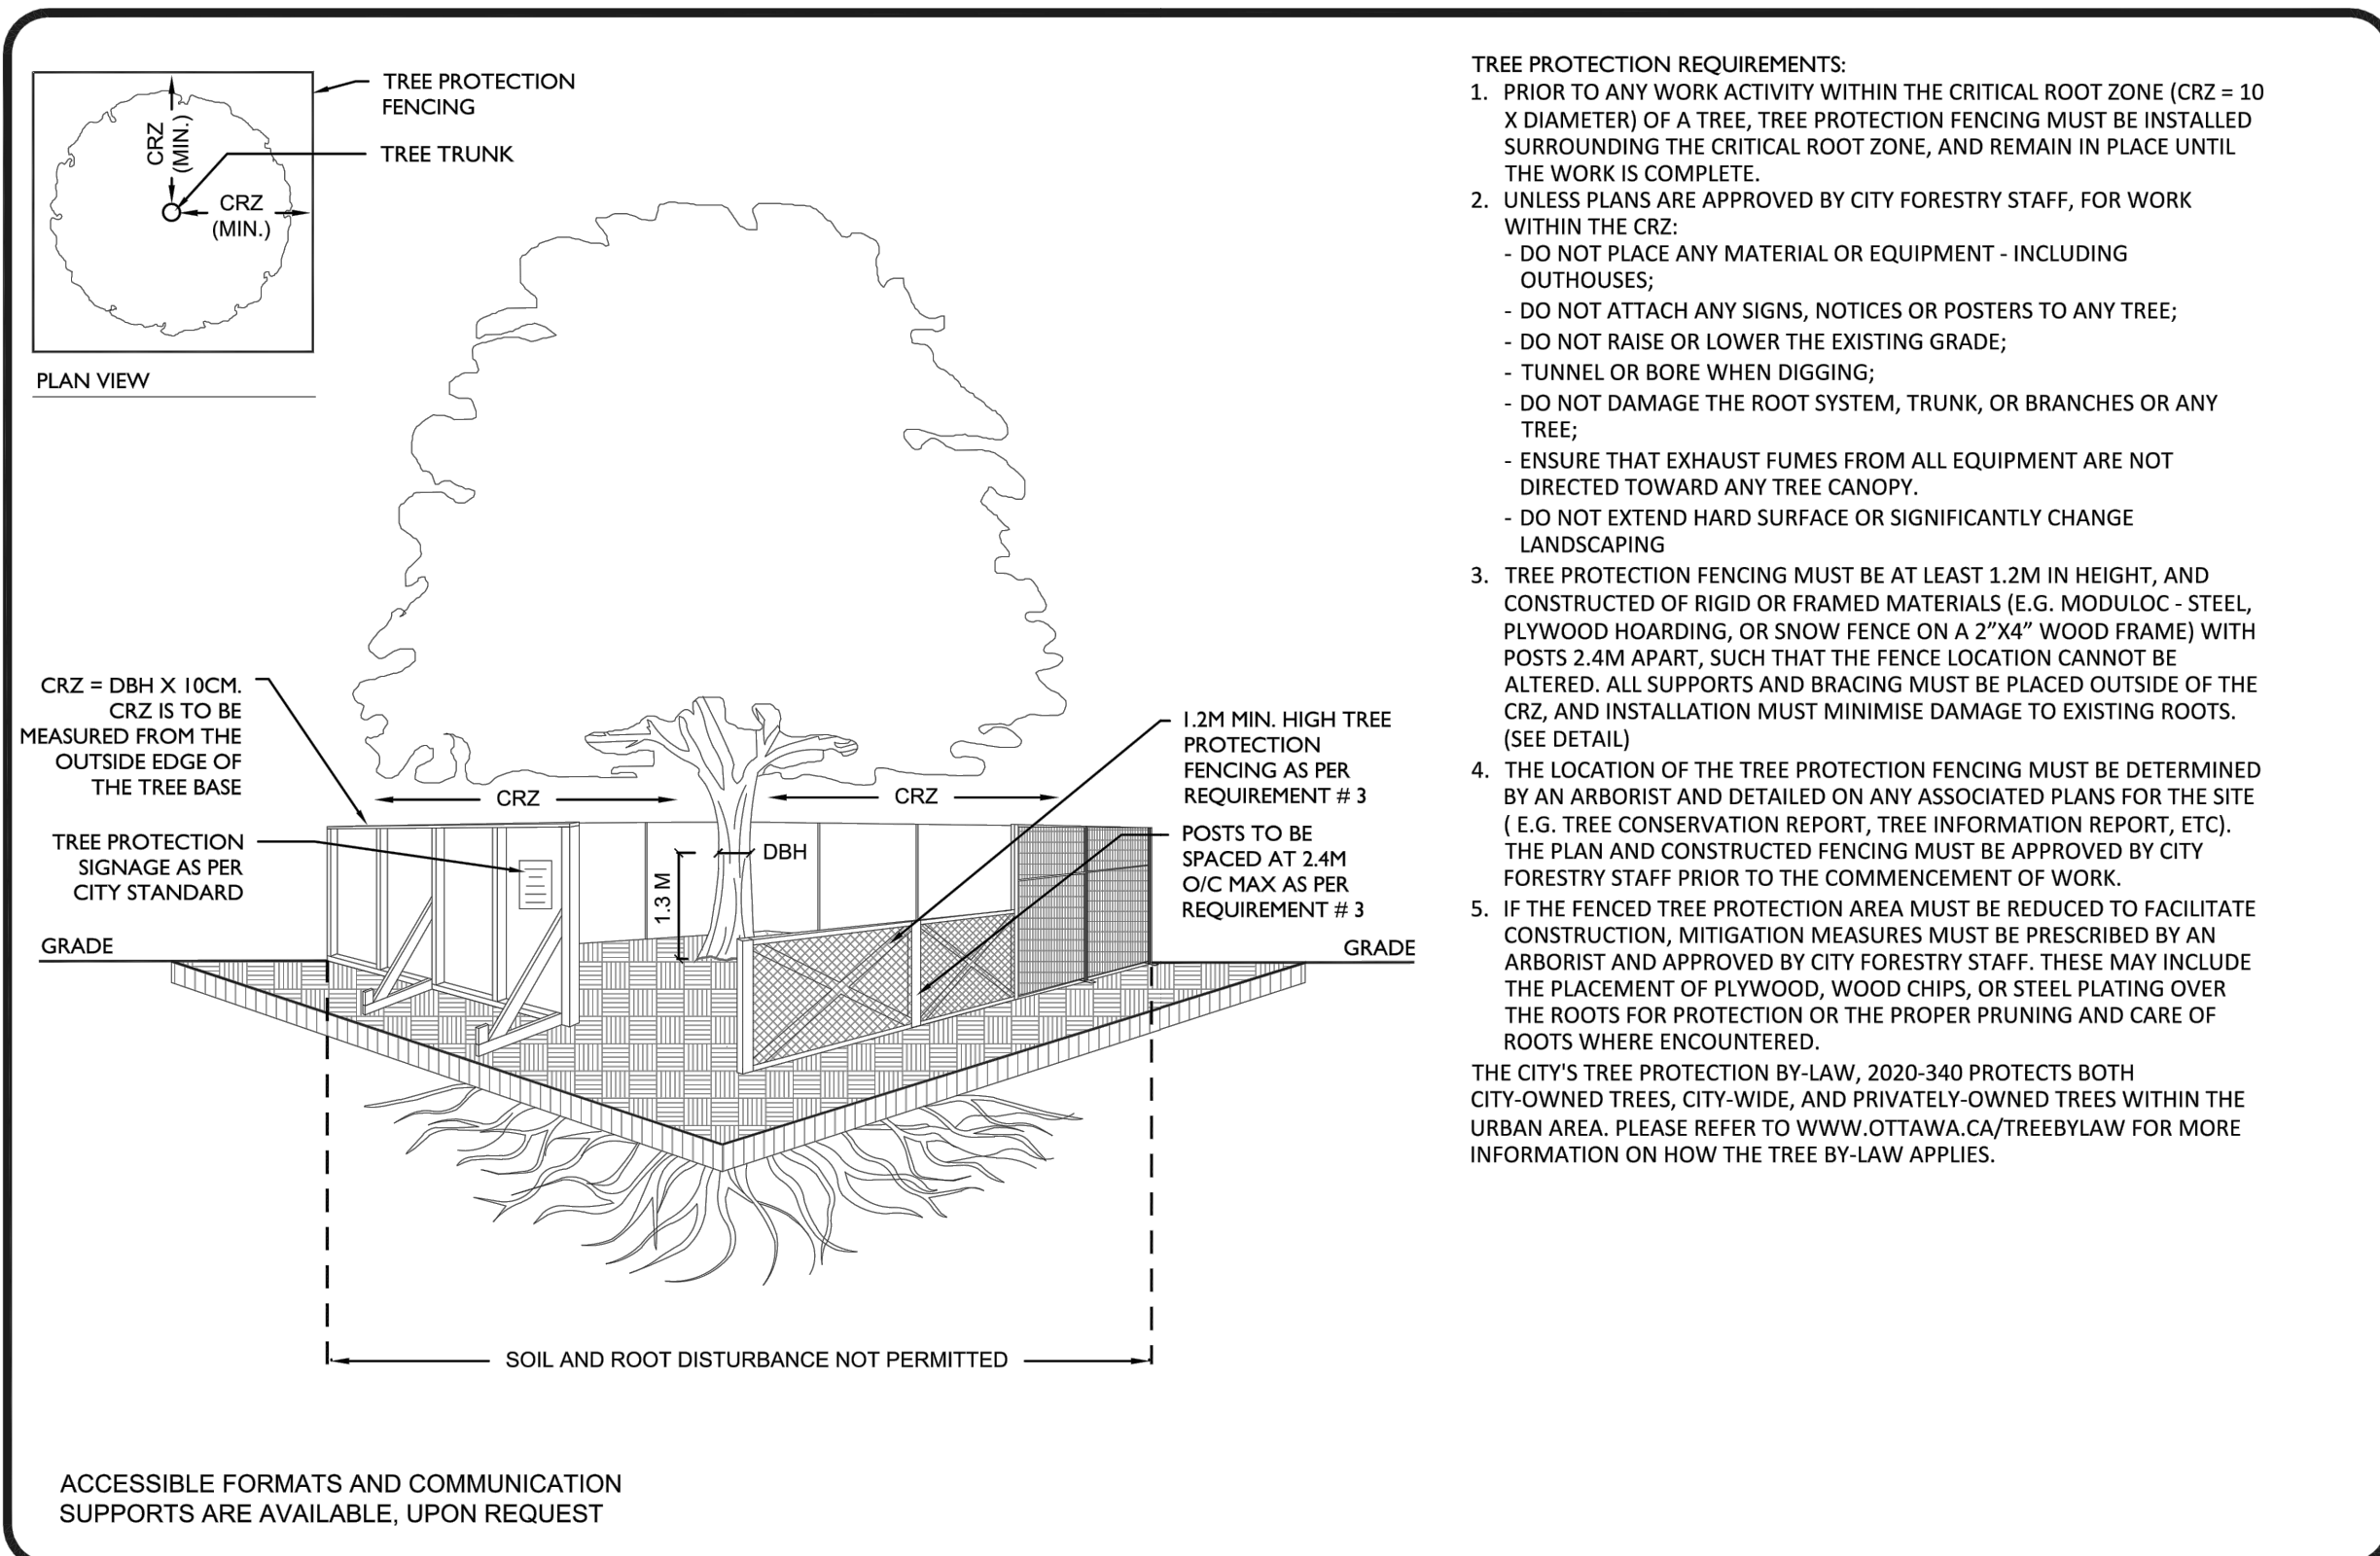 TREE PROTECTION
FENCING
TREE TRUNK
CRZ
(MIN.)
CRZ
(MIN.)
PLAN VIEW
CRZ = DBH X 10CM.
CRZ IS TO BE
MEASURED FROM THE
OUTSIDE EDGE OF
THE TREE BASE
TREE PROTECTION
SIGNAGE AS PER
CITY STANDARD
GRADE
CRZ
CRZ
DBH
1.3 M
1.2M MIN. HIGH TREE
PROTECTION
FENCING AS PER
REQUIREMENT # 3
POSTS TO BE
SPACED AT 2.4M
O/C MAX AS PER
REQUIREMENT # 3
GRADE
SOIL AND ROOT DISTURBANCE NOT PERMITTED
ACCESSIBLE FORMATS AND COMMUNICATION
SUPPORTS ARE AVAILABLE, UPON REQUEST
TREE PROTECTION REQUIREMENTS:
1. PRIOR TO ANY WORK ACTIVITY WITHIN THE CRITICAL ROOT ZONE (CRZ = 10
X DIAMETER) OF A TREE, TREE PROTECTION FENCING MUST BE INSTALLED
SURROUNDING THE CRITICAL ROOT ZONE, AND REMAIN IN PLACE UNTIL
THE WORK IS COMPLETE.
2. UNLESS PLANS ARE APPROVED BY CITY FORESTRY STAFF, FOR WORK
WITHIN THE CRZ:
- DO NOT PLACE ANY MATERIAL OR EQUIPMENT - INCLUDING
OUTHOUSES;
- DO NOT ATTACH ANY SIGNS, NOTICES OR POSTERS TO ANY TREE;
- DO NOT RAISE OR LOWER THE EXISTING GRADE;
- TUNNEL OR BORE WHEN DIGGING;
- DO NOT DAMAGE THE ROOT SYSTEM, TRUNK, OR BRANCHES OR ANY
TREE;
- ENSURE THAT EXHAUST FUMES FROM ALL EQUIPMENT ARE NOT
DIRECTED TOWARD ANY TREE CANOPY.
- DO NOT EXTEND HARD SURFACE OR SIGNIFICANTLY CHANGE
LANDSCAPING
3. TREE PROTECTION FENCING MUST BE AT LEAST 1.2M IN HEIGHT, AND
CONSTRUCTED OF RIGID OR FRAMED MATERIALS (E.G. MODULOC - STEEL,
PLYWOOD HOARDING, OR SNOW FENCE ON A 2”X4” WOOD FRAME) WITH
POSTS 2.4M APART, SUCH THAT THE FENCE LOCATION CANNOT BE
ALTERED. ALL SUPPORTS AND BRACING MUST BE PLACED OUTSIDE OF THE
CRZ, AND INSTALLATION MUST MINIMISE DAMAGE TO EXISTING ROOTS.
(SEE DETAIL)
4. THE LOCATION OF THE TREE PROTECTION FENCING MUST BE DETERMINED
BY AN ARBORIST AND DETAILED ON ANY ASSOCIATED PLANS FOR THE SITE
( E.G. TREE CONSERVATION REPORT, TREE INFORMATION REPORT, ETC).
THE PLAN AND CONSTRUCTED FENCING MUST BE APPROVED BY CITY
FORESTRY STAFF PRIOR TO THE COMMENCEMENT OF WORK.
5. IF THE FENCED TREE PROTECTION AREA MUST BE REDUCED TO FACILITATE
CONSTRUCTION, MITIGATION MEASURES MUST BE PRESCRIBED BY AN
ARBORIST AND APPROVED BY CITY FORESTRY STAFF. THESE MAY INCLUDE
THE PLACEMENT OF PLYWOOD, WOOD CHIPS, OR STEEL PLATING OVER
THE ROOTS FOR PROTECTION OR THE PROPER PRUNING AND CARE OF
ROOTS WHERE ENCOUNTERED.
THE CITY'S TREE PROTECTION BY-LAW, 2020-340 PROTECTS BOTH
CITY-OWNED TREES, CITY-WIDE, AND PRIVATELY-OWNED TREES WITHIN THE
URBAN AREA. PLEASE REFER TO WWW.OTTAWA.CA/TREEBYLAW FOR MORE
INFORMATION ON HOW THE TREE BY-LAW APPLIES.